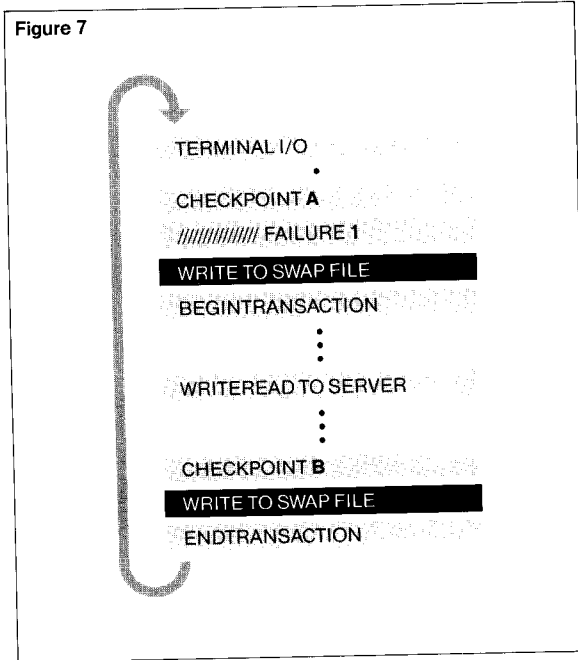 Figure 7
TERMINAL I/O
CHECKPOINT A
/////////////// FAILURE 1
WRITE TO SWAP FILE
BEGINTRANSACTION
WRITEREAD TO SERVER
CHECKPOINT B
WRITE TO SWAP FILE
ENDTRANSACTION